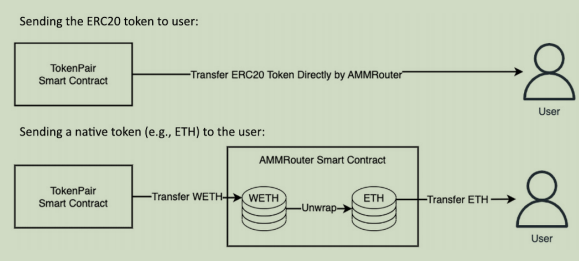 Sending the ERC20 token to user:
TokenPair
Smart Contract
Transfer ERC20 Token Directly by AMMRouter
User
Sending a native token (e.g., ETH) to the user:
AMMRouter Smart Contract
TokenPair
Smart Contract
Transfer WETH
WETH
Unwrap
ETH
Transfer ETH
User